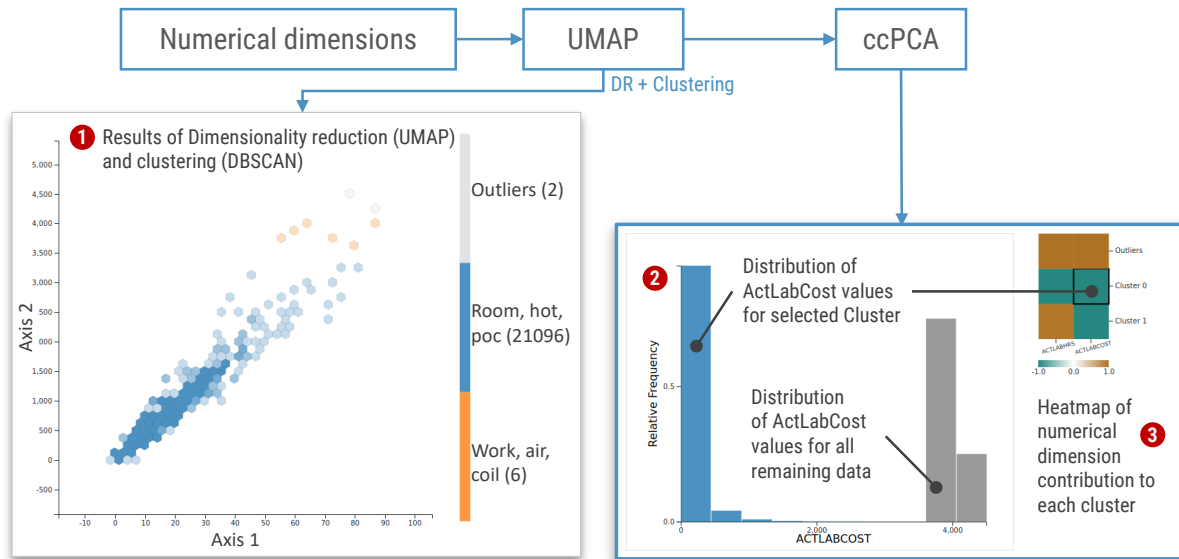 Numerical dimensions
UMAP
ccPCA
DR + Clustering
1 Results of Dimensionality reduction (UMAP)
and clustering (DBSCAN)
5,000
4,500
4,000
3,500
3,000
2,500
000
1,500
1,000
500
0
-500
Axis 2
-10 0 10 20 30 40 50 60 70 80 90 100
Axis 1
Outliers (2)
Room, hot,
poc (21096)
Work, air,
coil (6)
2
Distribution of
ActLabCost values
for selected Cluster
Distribution
of ActLabCost
values for all
remaining data
Relative Frequency
0.5
0.0
0 2,000 4,000
ACTLABCOST
Outliers
Cluster 0
Cluster 1
ACTLABHRS ACTLABCOST
-1.0 0.0 1.0
Heatmap of
numerical 3
dimension
contribution to
each cluster